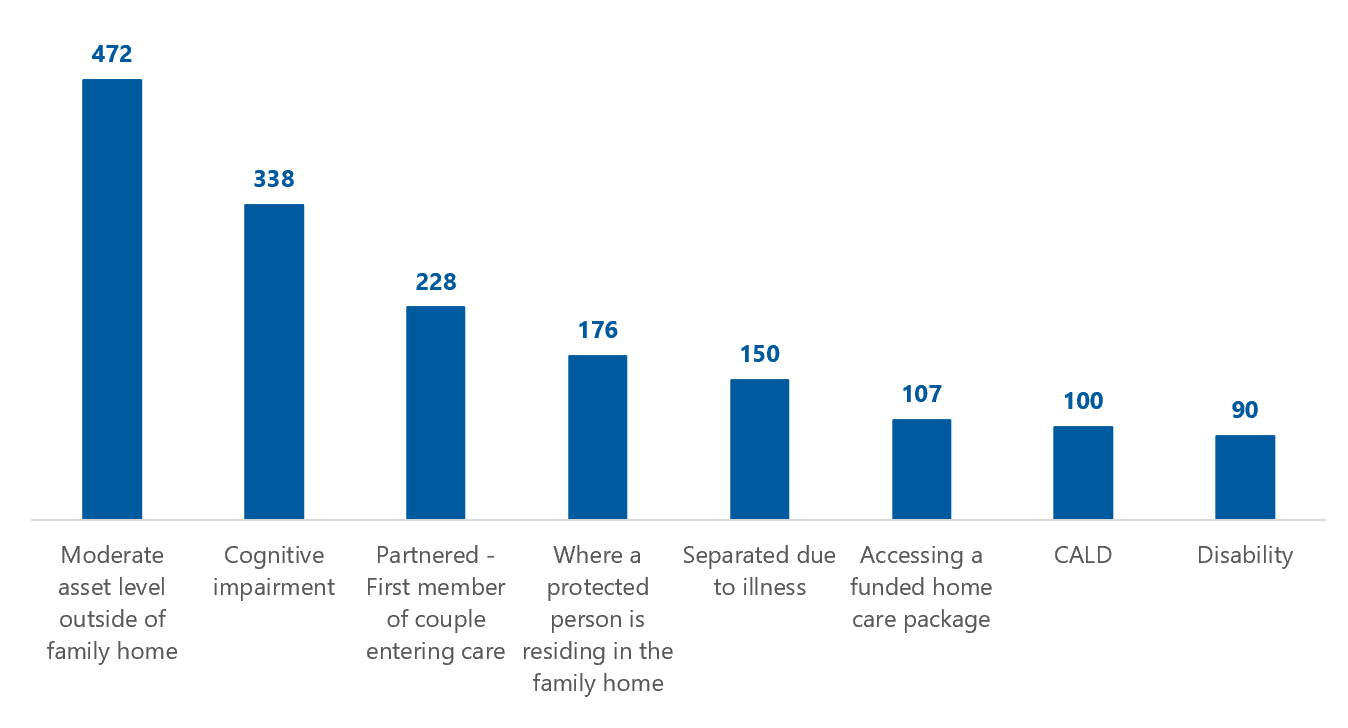 472
338
228
176
150
107
100
90
Moderate
asset level
outside of
family home
Cognitive
impairment
Partnered -
First member
of couple
entering care
Where a
protected
person is
residing in the
family home
Separated due
to illness
Accessing a
funded home
care package
CALD
Disability